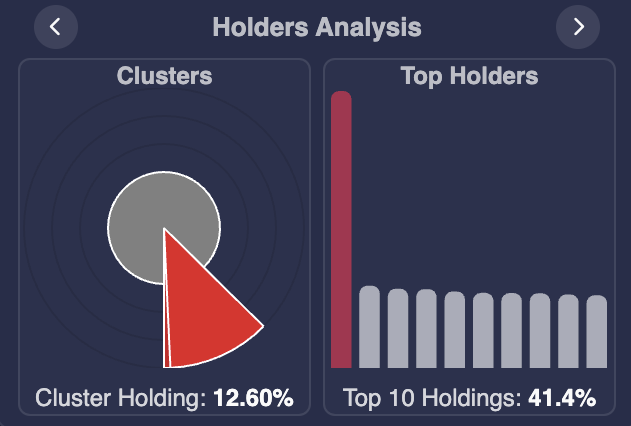 Holders Analysis
Clusters
Top Holders
Cluster Holding: 12.60%
Top 10 Holdings: 41.4%